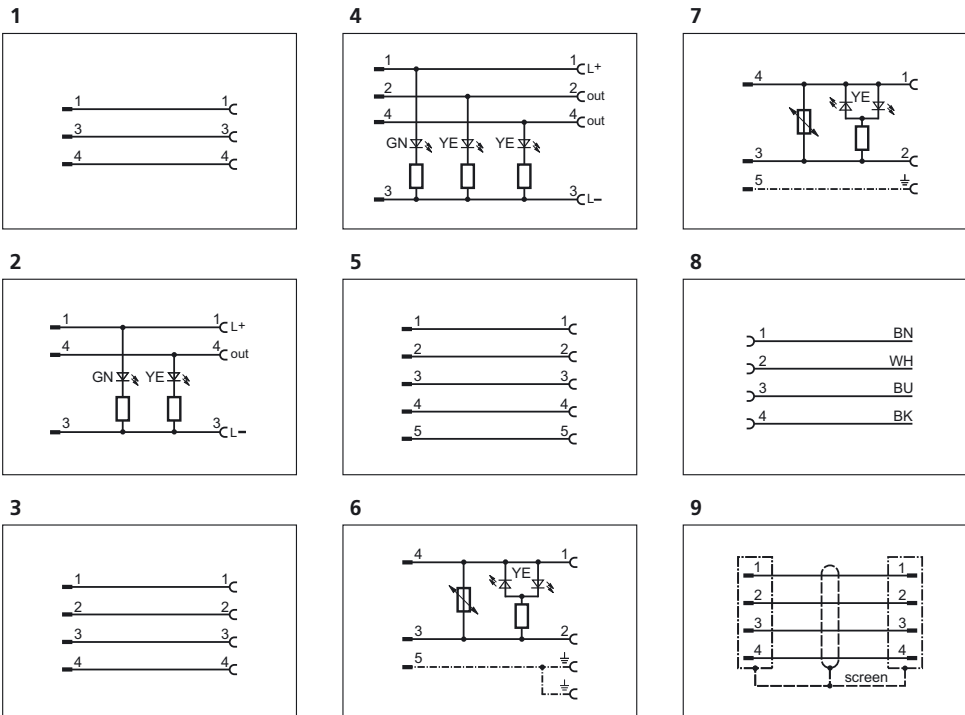 1
1 1
3 3
4 4
4
1 1 L+
2 2 out
4 4 out
GN YE YE
3 3 L–
7
4 1
YE
3 2
5
2
1 1 L+
4 4 out
GN YE
3 3 L–
5
1 1
2 2
3 3
4 4
5 5
8
1 BN
2 WH
3 BU
4 BK
3
1 1
2 2
3 3
4 4
6
4 1
YE
3 2
5
9
1 1
2 2
3 3
4 4
screen